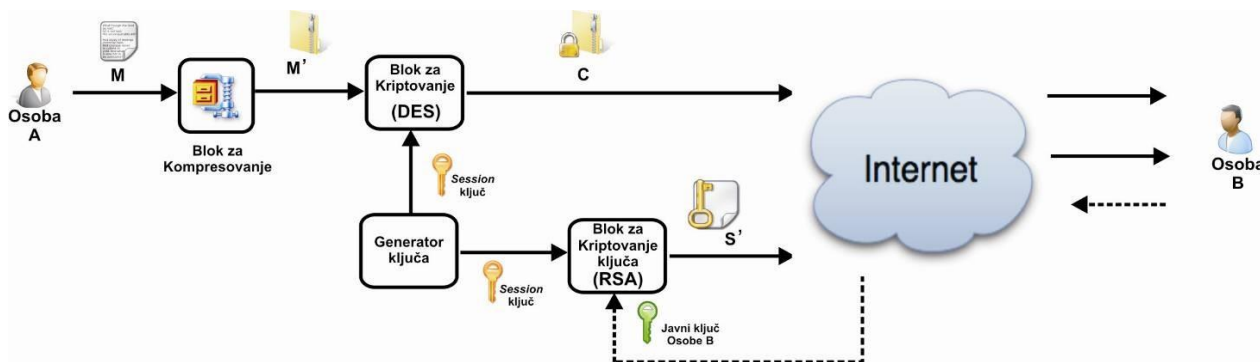 Osoba
A
M
Blok za
Kompresovanje
M’
Blok za
Kriptovanje
(DES)
C
Session
ključ
Generator
ključa
Session
ključ
Blok za
Kriptovanje
ključa
(RSA)
S’
Javni ključ
Osobe B
Internet
Osoba
B